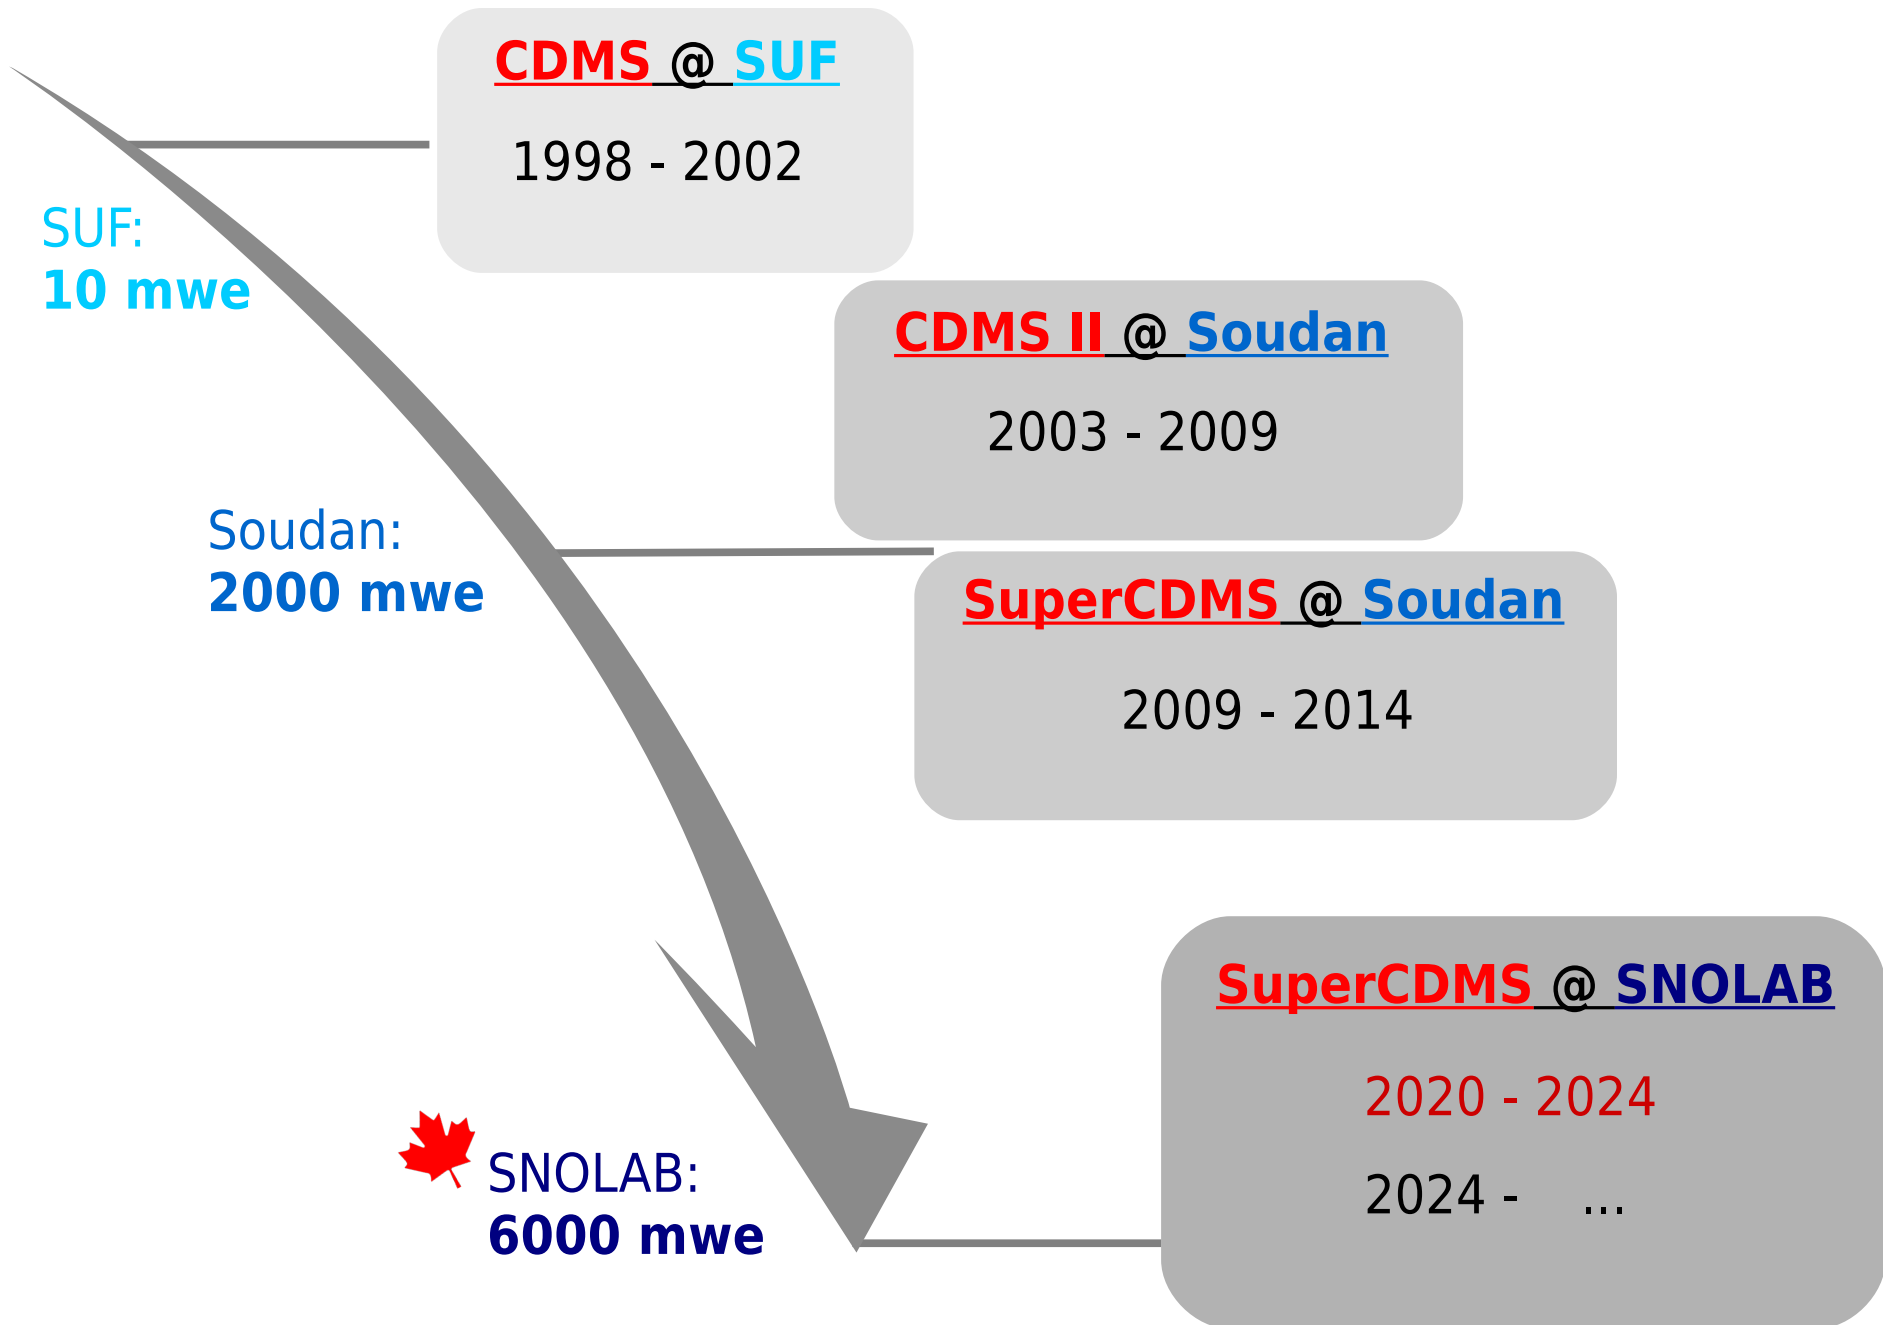 CDMS @ SUF
1998 - 2002
SUF:
10 mwe
CDMS II @ Soudan
2003 - 2009
Soudan:
2000 mwe
SuperCDMS @ Soudan
2009 - 2014
SuperCDMS @ SNOLAB
2020 - 2024
2024 - ...
SNOLAB:
6000 mwe